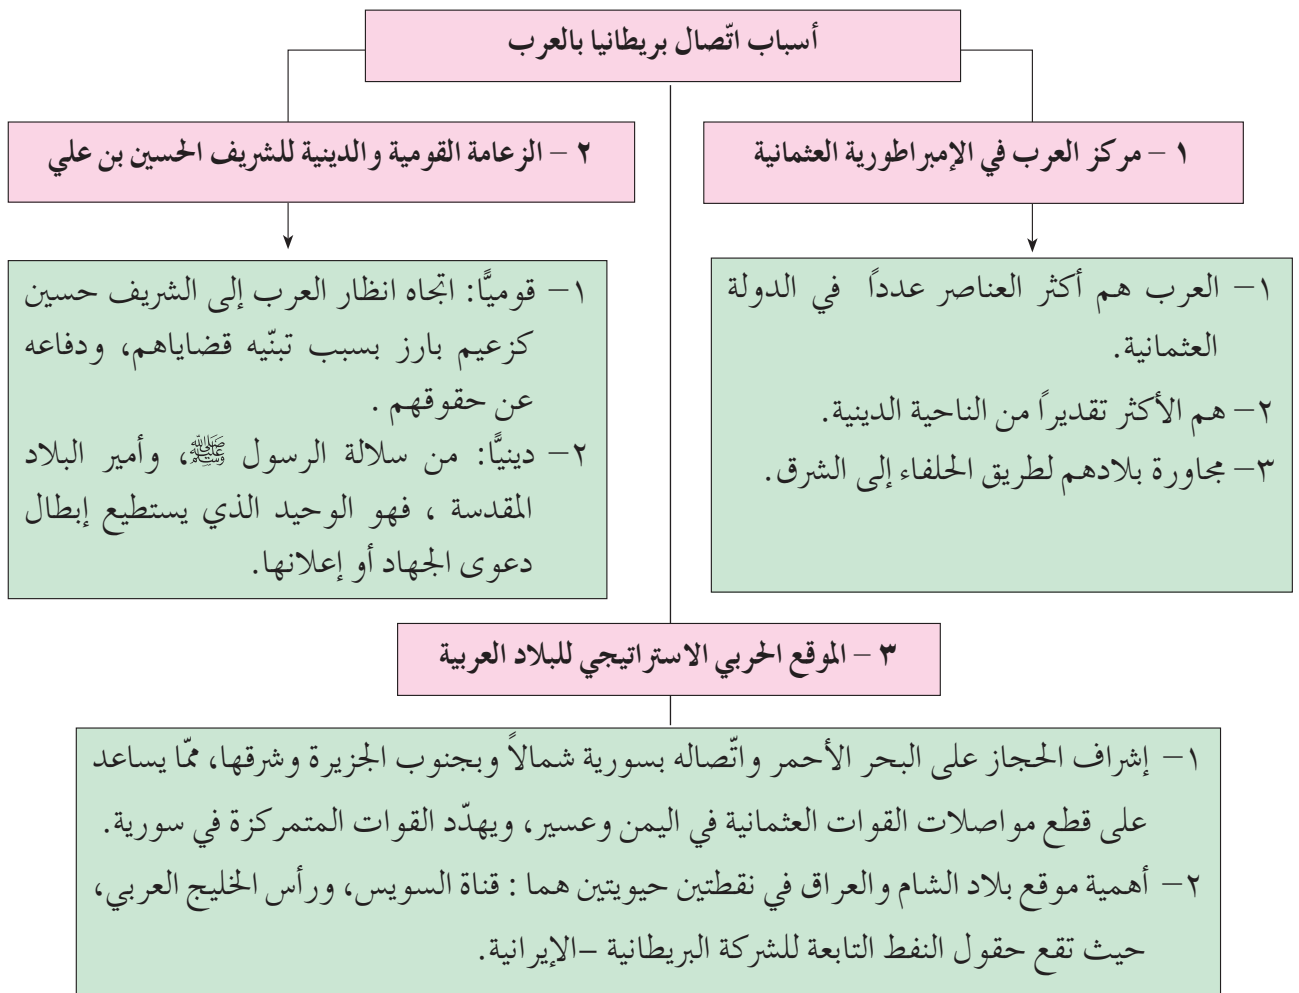 أسباب اتّصال بريطانيا بالعرب
١ – مركز العرب في الإمبراطورية العثمانية
١– العرب هم أكثر العناصر عدداً في الدولة
العثمانية.
٢– هم الأكثر تقديراً من الناحية الدينية.
٣– مجاورة بلادهم لطريق الحلفاء إلى الشرق.
٢ – الزعامة القومية والدينية للشريف الحسين بن علي
١– قوميًّا: اتجاه انظار العرب إلى الشريف حسين
كزعيم بارز بسبب تبنّيه قضاياهم، ودفاعه
عن حقوقهم .
٢– دينيًّا: من سلالة الرسول ﷺ، وأمير البلاد
المقدسة ، فهو الوحيد الذي يستطيع إبطال
دعوى الجهاد أو إعلانها.
٣ – الموقع الحربي الاستراتيجي للبلاد العربية
١– إشراف الحجاز على البحر الأحمر واتّصاله بسورية شمالاً وبجنوب الجزيرة وشرقها، ممّا يساعد
على قطع مواصلات القوات العثمانية في اليمن وعسير، ويهدّد القوات المتمركزة في سورية.
٢– أهمية موقع بلاد الشام والعراق في نقطتين حيويتين هما : قناة السويس، ورأس الخليج العربي،
حيث تقع حقول النفط التابعة للشركة البريطانية –الإيرانية.